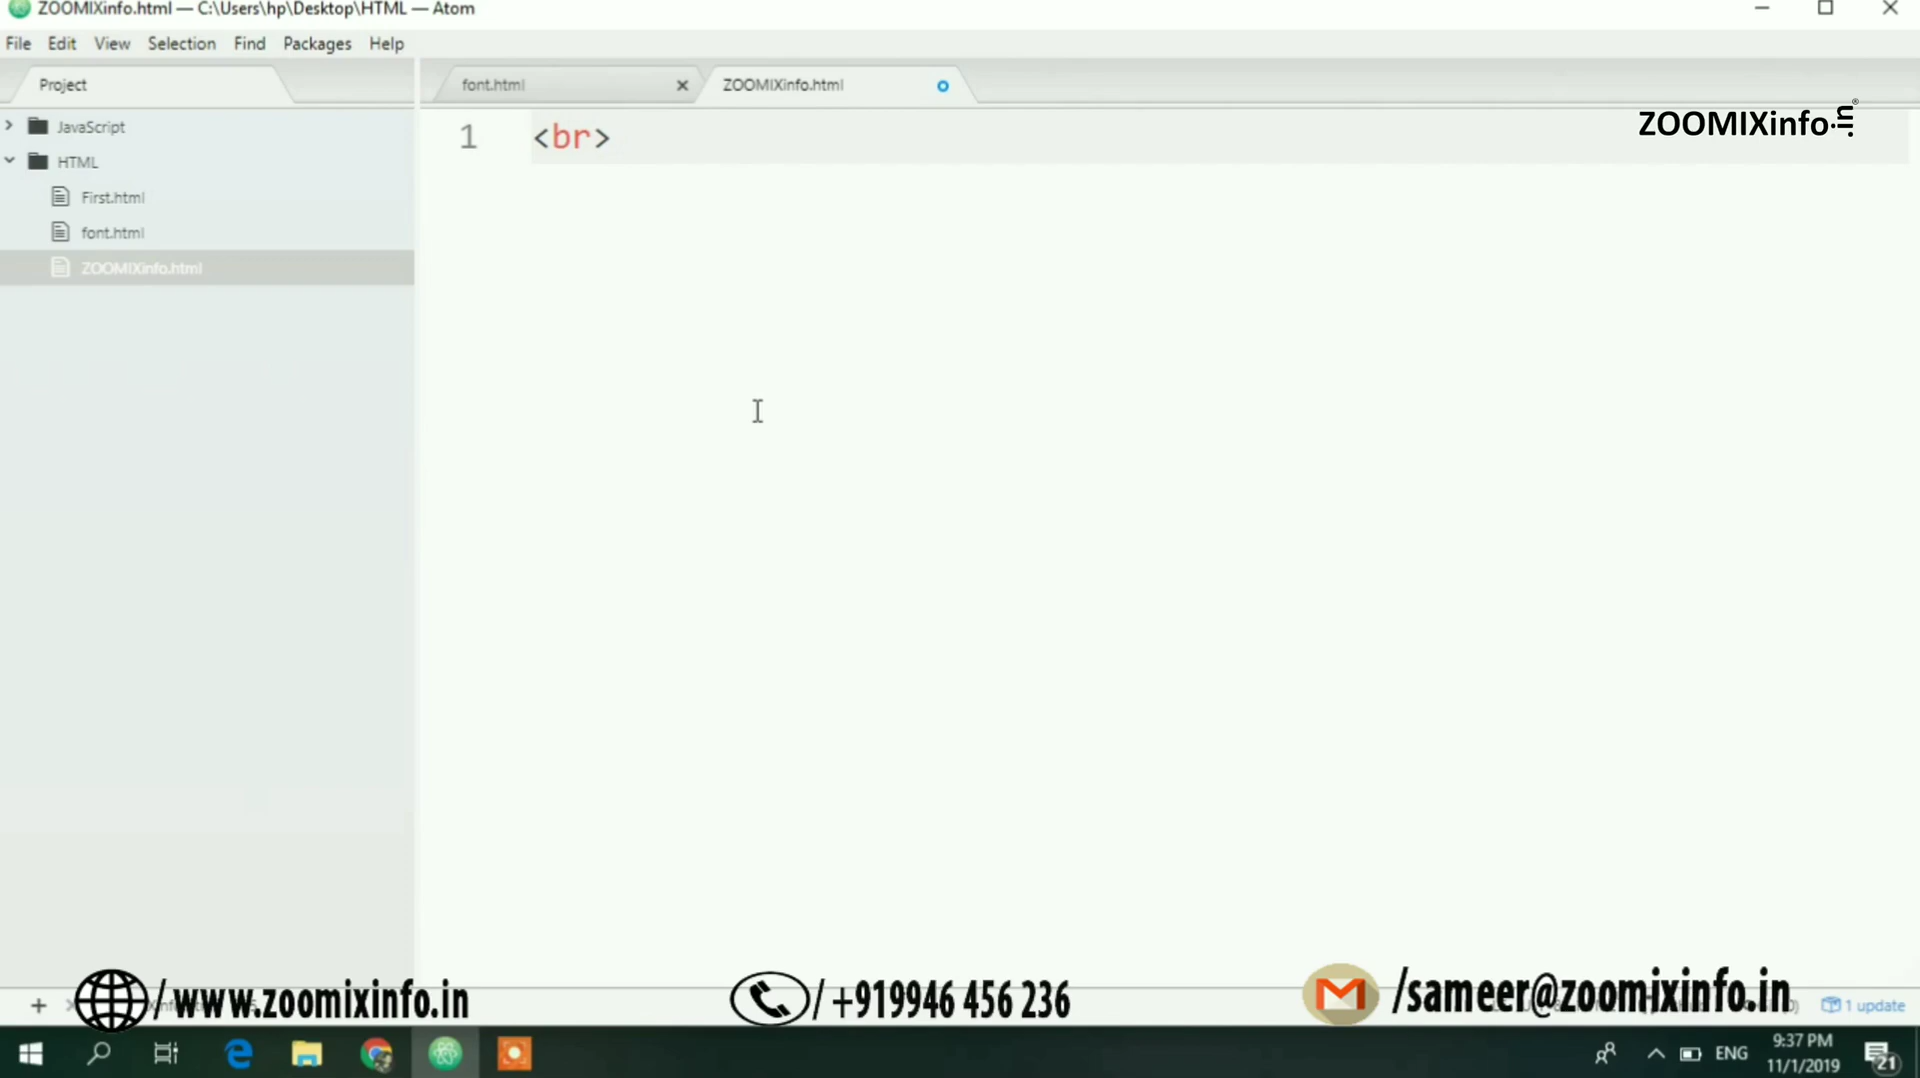 ZOOMIXinfo.html — C:\Users\hp\Desktop\HTML — Atom
File Edit View Selection Find Packages Help
Project
font.html
ZOOMIXinfo.html
JavaScript
HTML
First.html
font.html
ZOOMIXinfo.html
1 <br>
ZOOMIXinfo.in®
/ www.zoomixinfo.in
/ +919946 456 236
/sameer@zoomixinfo.in
1 update
ENG
9:37 PM
11/1/2019
21